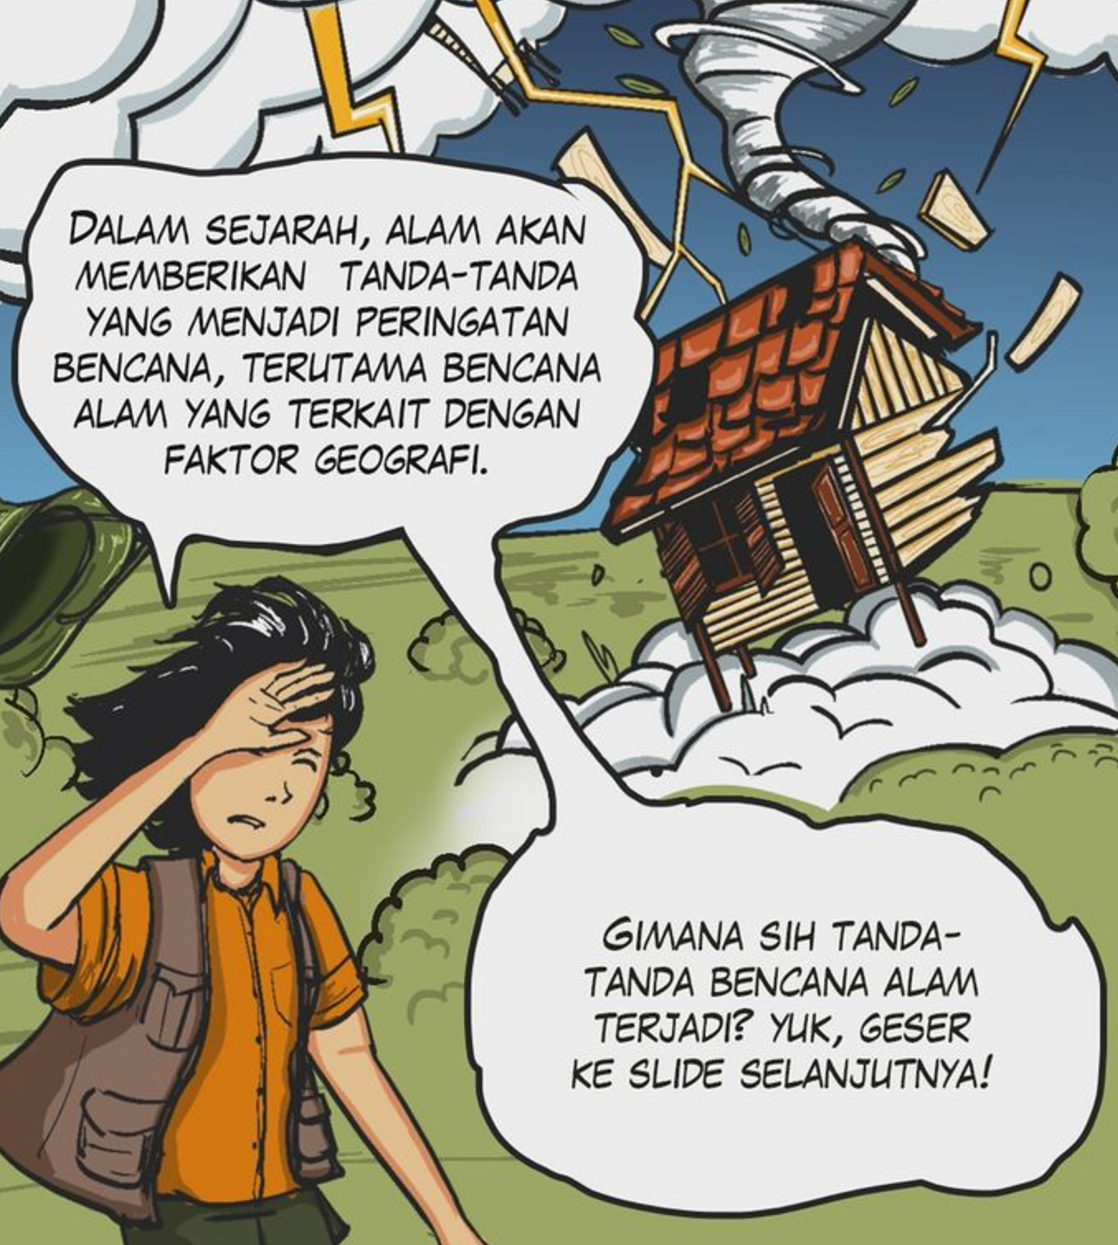 DALAM SEJARAH, ALAM AKAN
MEMBERIKAN TANDA-TANDA
YANG MENJADI PERINGATAN
BENCANA, TERUTAMA BENCANA
ALAM YANG TERKAIT DENGAN
FAKTOR GEOGRAFI.
GIMANA SIH TANDA-
TANDA BENCANA ALAM
TERJADI? YUK, GESER
KE SLIDE SELANJUTNYA!